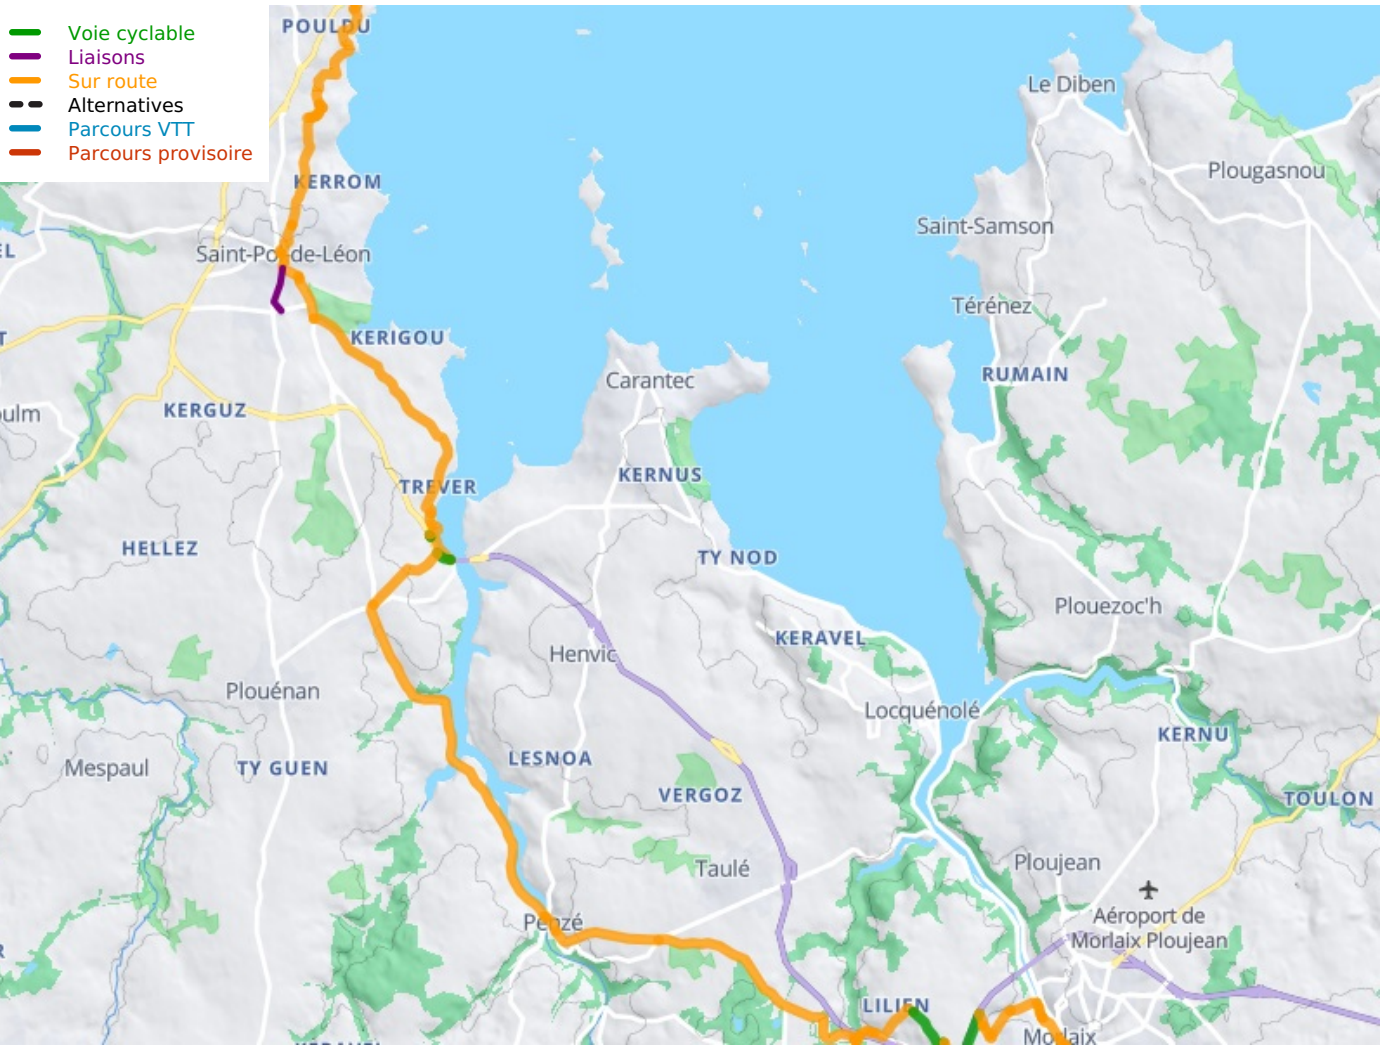 Voie cyclable
Liaisons
Sur route
Alternatives
Parcours VTT
Parcours provisoire
POULDU
Le Diben
Plougasnou
KERROM
Saint-Samson
Saint-Pol-de-Léon
Térénez
KERIGOU
RUMAIN
Carantec
KERGUZ
KERNUS
TREVER
HELLEZ
TY NOD
Plouezoc'h
KERAVEL
Henvic
Plouénan
Locquénolé
KERNU
LESNOA
Mespaul
TY GUEN
VERGOZ
TOULON
Ploujean
Taulé
Aéroport de
Morlaix Ploujean
Penzé
LILIEN
Morlaix